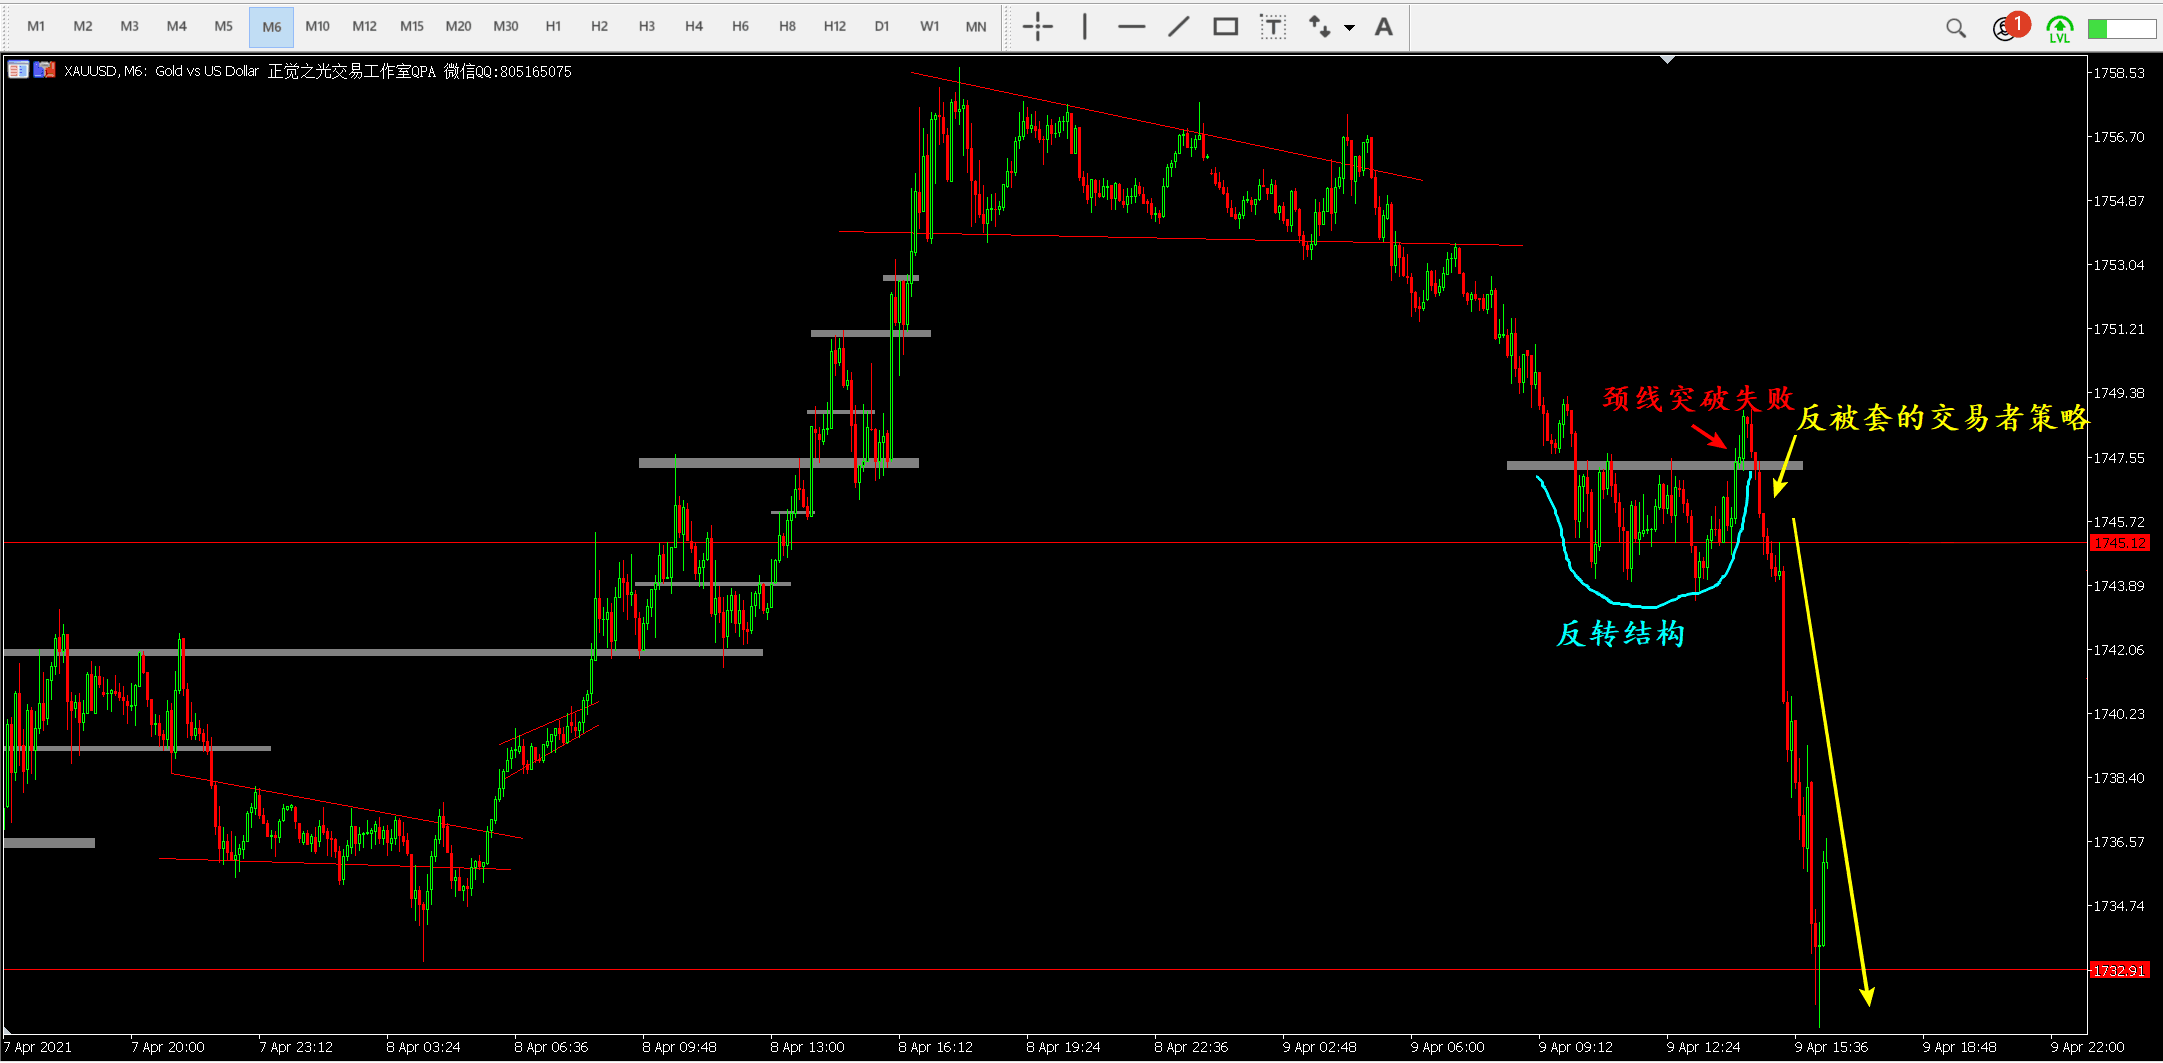 M1 M2 M3 M4 M5 M6 M10 M12 M15 M20 M30 H1 H2 H3 H4 H6 H8 H12 D1 W1 MN T A 1 LVL
XAUUSD, M6: Gold vs US Dollar 正觉之光交易工作室QPA 微信QQ:805165075
1758.53
1756.70
1754.87
1753.04
1751.21
1749.38
颈线突破失败
反被套的交易者策略
1747.55
1745.72
1745.12
1743.89
反转结构
1742.06
1740.23
1738.40
1736.57
1734.74
1732.91
7 Apr 2021 7 Apr 20:00 7 Apr 23:12 8 Apr 03:24 8 Apr 06:36 8 Apr 09:48 8 Apr 13:00 8 Apr 16:12 8 Apr 19:24 8 Apr 22:36 9 Apr 02:48 9 Apr 06:00 9 Apr 09:12 9 Apr 12:24 9 Apr 15:36 9 Apr 18:48 9 Apr 22:00